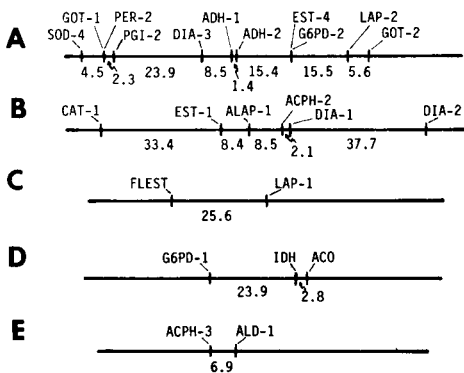 GOT-1 PER-2 ADH-1 EST-4 LAP-2
A SOD-4 PGI-2 DIA-3 ADH-2 G6PD-2 GOT-2
4.5 2.3 23.9 8.5 1.4 15.4 15.5 5.6
B CAT-1 EST-1 ALAP-1 ACPH-2 DIA-1 DIA-2
33.4 8.4 8.5 2.1 37.7
C FLEST LAP-1
25.6
D G6PD-1 IDH ACO
23.9 2.8
E ACPH-3 ALD-1
6.9